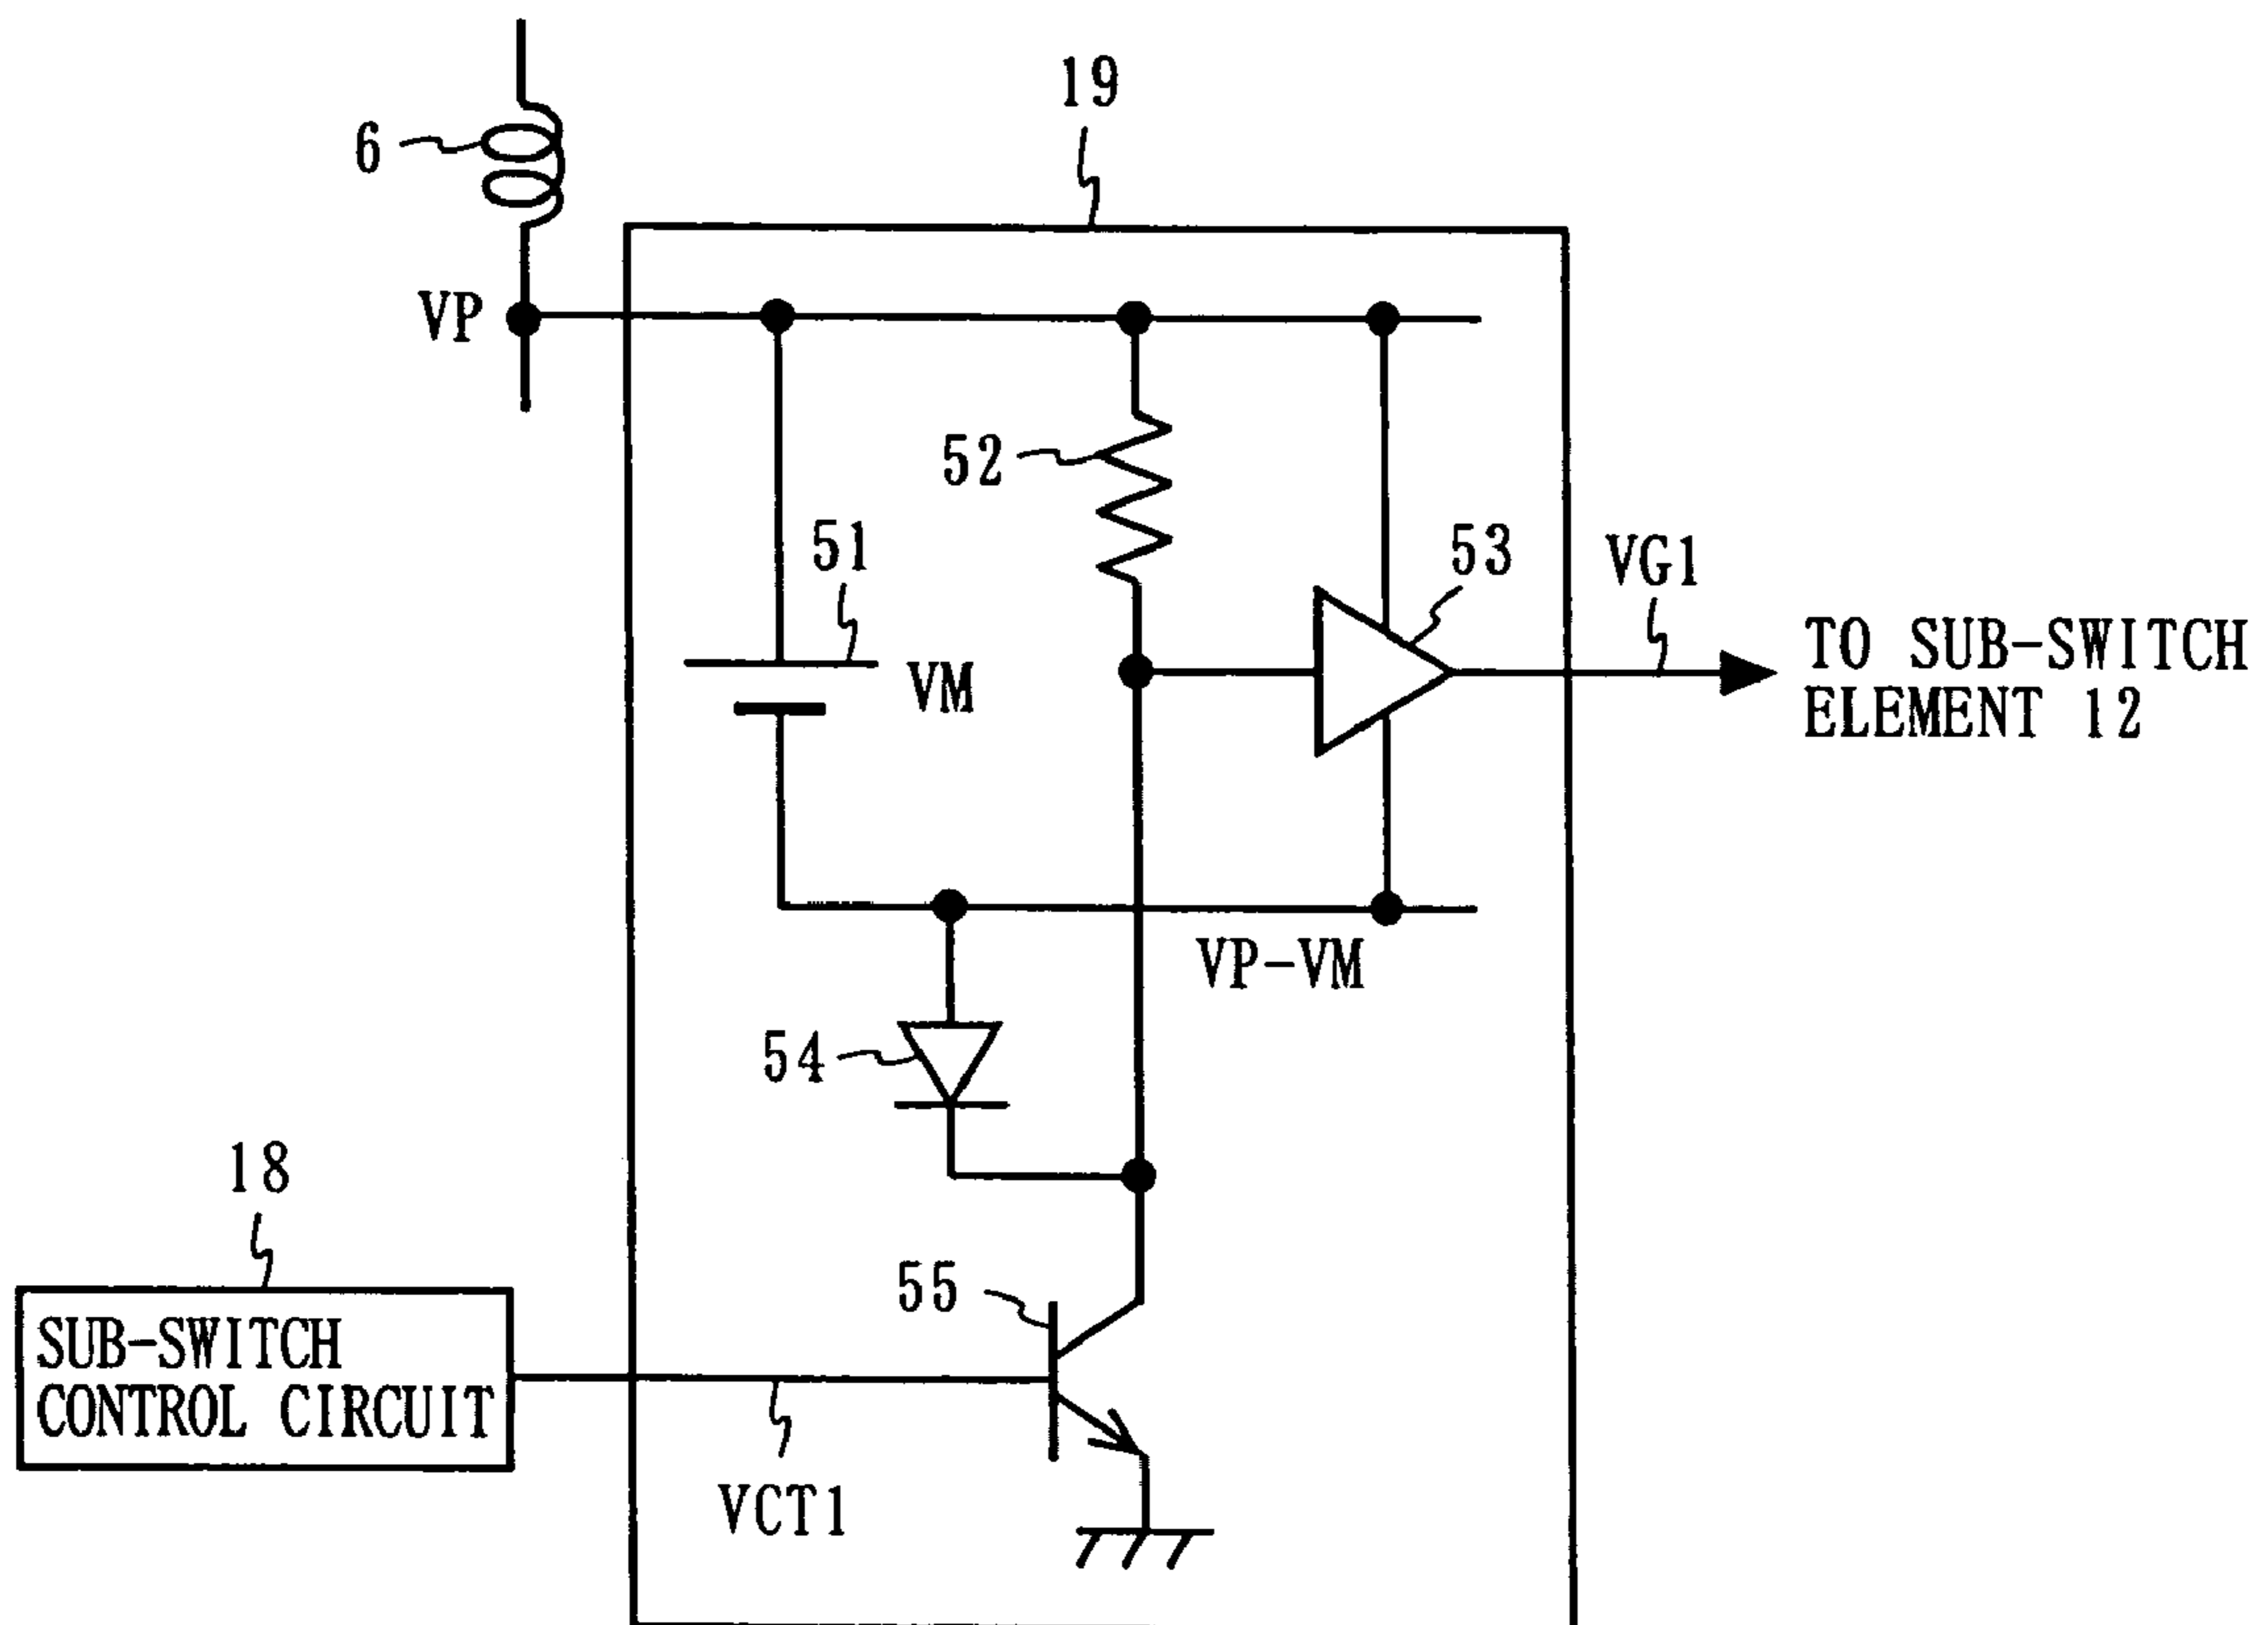 19
6
VP
52
51
53
VG1
VM
TO SUB-SWITCH
ELEMENT 12
VP-VM
54
18
55
SUB-SWITCH
CONTROL CIRCUIT
VCT1